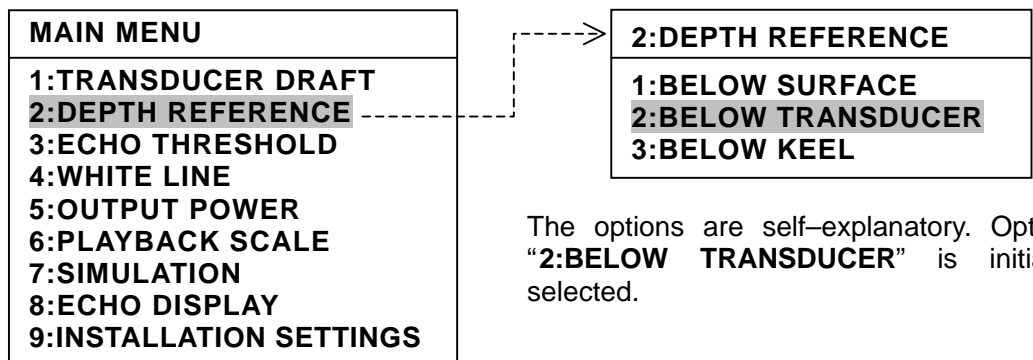 MAIN MENU
1:TRANSDUCER DRAFT
2:DEPTH REFERENCE
3:ECHO THRESHOLD
4:WHITE LINE
5:OUTPUT POWER
6:PLAYBACK SCALE
7:SIMULATION
8:ECHO DISPLAY
9:INSTALLATION SETTINGS
2:DEPTH REFERENCE
1:BELOW SURFACE
2:BELOW TRANSDUCER
3:BELOW KEEL
The options are self–explanatory.
“2:BELOW TRANSDUCER” is
selected.